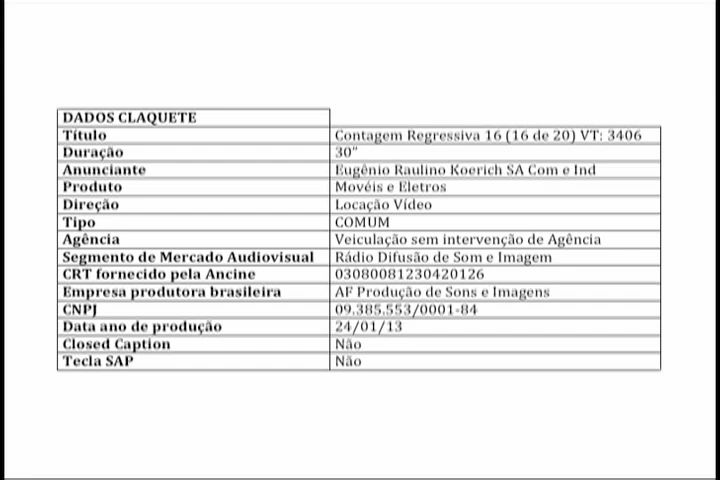 DADOS CLAQUETE
Título Contagem Regressiva 16 (16 de 20) VT: 3406
Duração 30"
Anunciante Eugênio Raulino Koerich SA Com e Ind
Produto Movéis e Eletros
Direção Locação Vídeo
Tipo COMUM
Agência Veiculação sem intervenção de Agência
Segmento de Mercado Audiovisual Rádio Difusão de Som e Imagem
CRT fornecido pela Ancine 03080081230420126
Empresa produtora brasileira AF Produção de Sons e Imagens
CNPJ 09.385.553/0001-84
Data ano de produção 24/01/13
Closed Caption Não
Tecla SAP Não